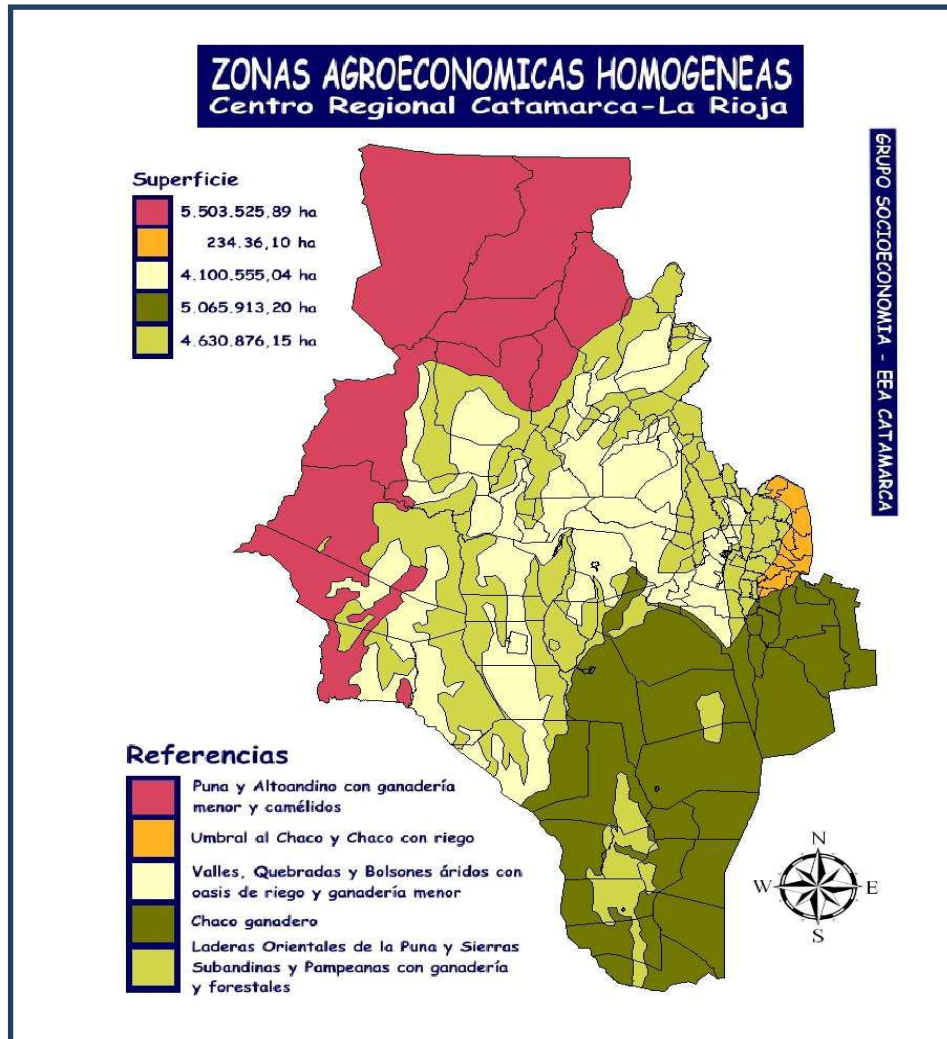 ZONAS AGROECONOMICAS HOMOGENEAS
Centro Regional Catamarca-La Rioja
GRUPO SOCIOECONOMIA - EEA CATAMARCA
Superficie
5.503.525,89 ha
234.36,10 ha
4.100.555,04 ha
5.065.913,20 ha
4.630.876,15 ha
Referencias
Puna y Altoandino con ganadería
menor y camélidos
Umbral al Chaco y Chaco con riego
Valles, Quebradas y Bolsones áridos con
oasis de riego y ganadería menor
Chaco ganadero
Laderas Orientales de la Puna y Sierras
Subandinas y Pampeanas con ganadería
y forestales
N
W E
S